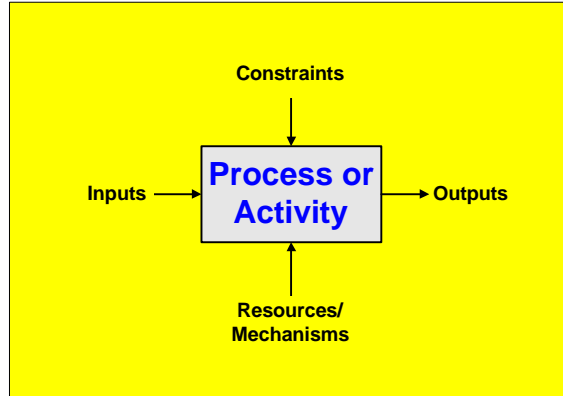 Constraints
Inputs
Process or
Activity
Outputs
Resources/
Mechanisms